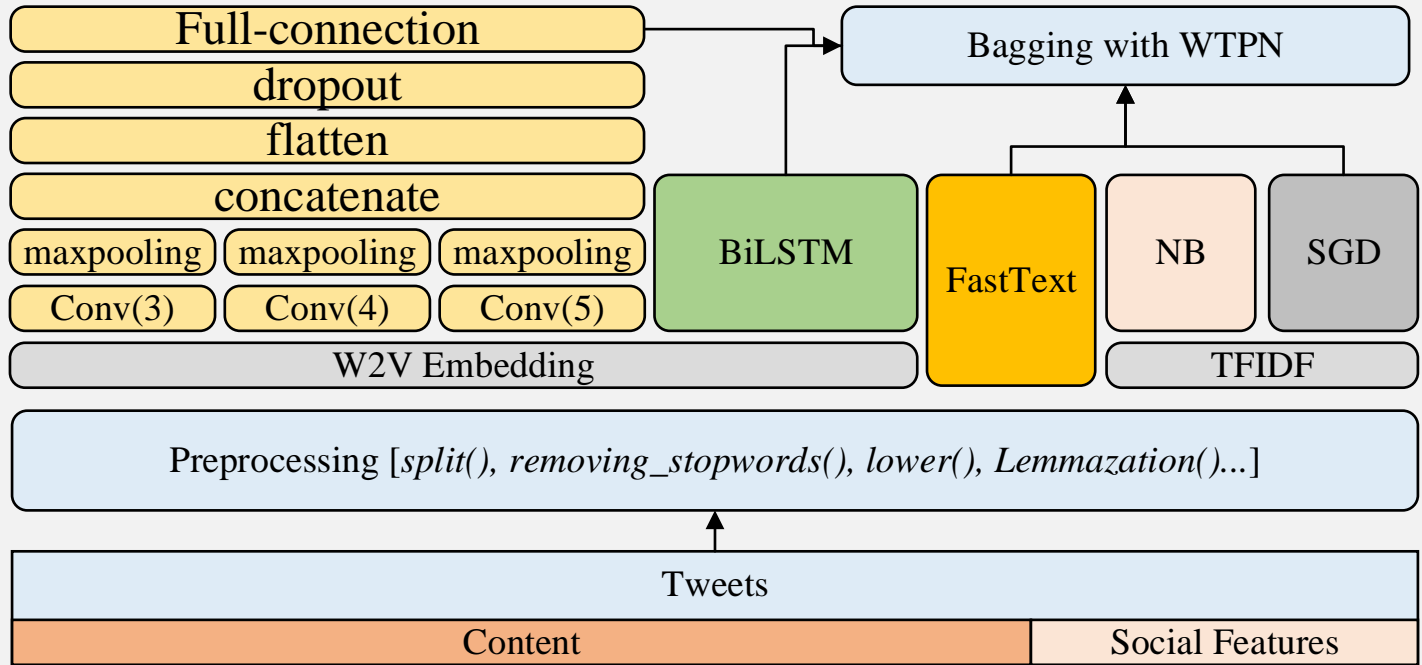 Full-connection
Bagging with WTPN
dropout
flatten
concatenate
maxpooling maxpooling maxpooling
BiLSTM
FastText
NB
SGD
Conv(3) Conv(4) Conv(5)
W2V Embedding
TFIDF
Preprocessing [split(), removing_stopwords(), lower(), Lemmazation()...]
Tweets
Content
Social Features